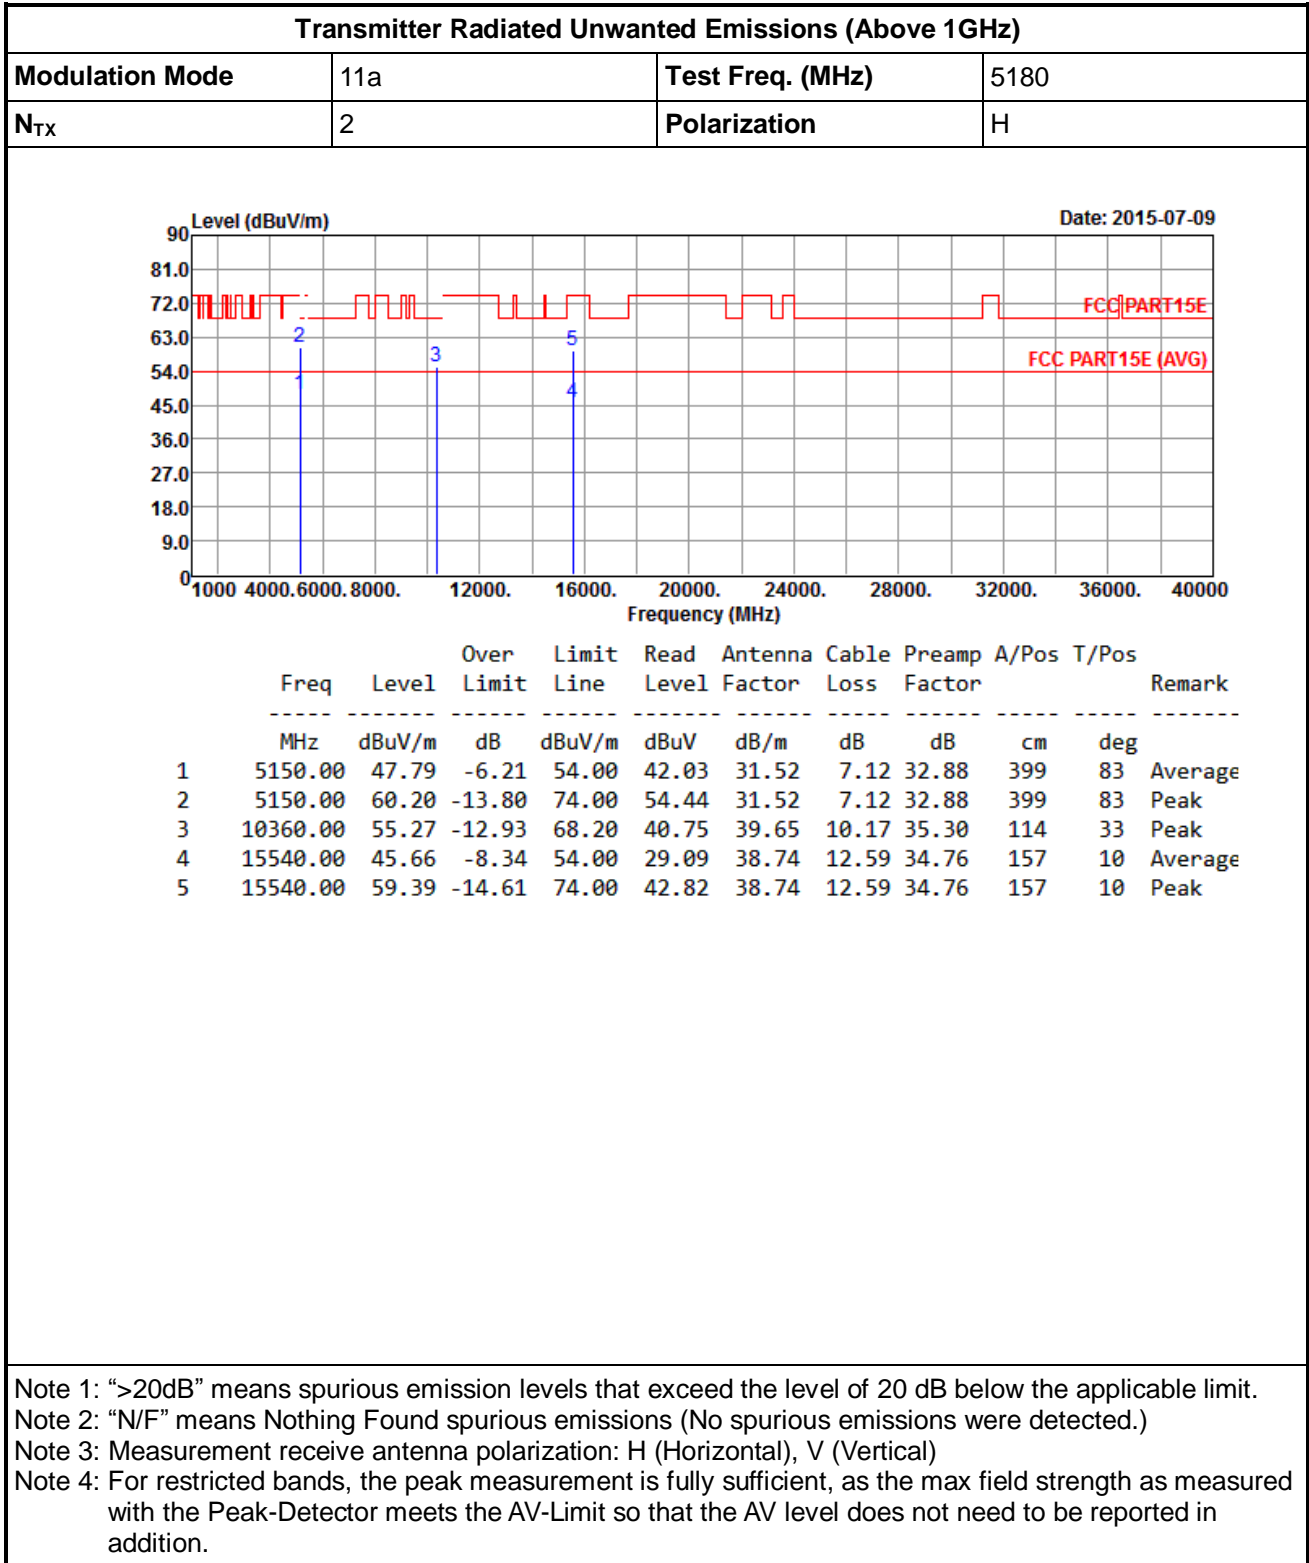 Transmitter Radiated Unwanted Emissions (Above 1GHz)
Modulation Mode 11a Test Freq. (MHz) 5180
NTX 2 Polarization H
Level (dBuV/m) Date: 2015-07-09
90
81.0
72.0
FCC PART15E
63.0
2 5
3
FCC PART15E (AVG)
54.0
1 4
45.0
36.0
27.0
18.0
9.0
0
1000 4000. 6000. 8000. 12000. 16000. 20000. 24000. 28000. 32000. 36000. 40000
Frequency (MHz)
Over Limit Read Antenna Cable Preamp A/Pos T/Pos
Freq Level Limit Line Level Factor Loss Factor Remark
----- ------- ------ ------ ------- ------ ----- ------ ----- ----- -------
MHz dBuV/m dB dBuV/m dBuV dB/m dB dB cm deg
1 5150.00 47.79 -6.21 54.00 42.03 31.52 7.12 32.88 399 83 Average
2 5150.00 60.20 -13.80 74.00 54.44 31.52 7.12 32.88 399 83 Peak
3 10360.00 55.27 -12.93 68.20 40.75 39.65 10.17 35.30 114 33 Peak
4 15540.00 45.66 -8.34 54.00 29.09 38.74 12.59 34.76 157 10 Average
5 15540.00 59.39 -14.61 74.00 42.82 38.74 12.59 34.76 157 10 Peak
Note 1: “>20dB” means spurious emission levels that exceed the level of 20 dB below the applicable limit.
Note 2: “N/F” means Nothing Found spurious emissions (No spurious emissions were detected.)
Note 3: Measurement receive antenna polarization: H (Horizontal), V (Vertical)
Note 4: For restricted bands, the peak measurement is fully sufficient, as the max field strength as measured
with the Peak-Detector meets the AV-Limit so that the AV level does not need to be reported in
addition.